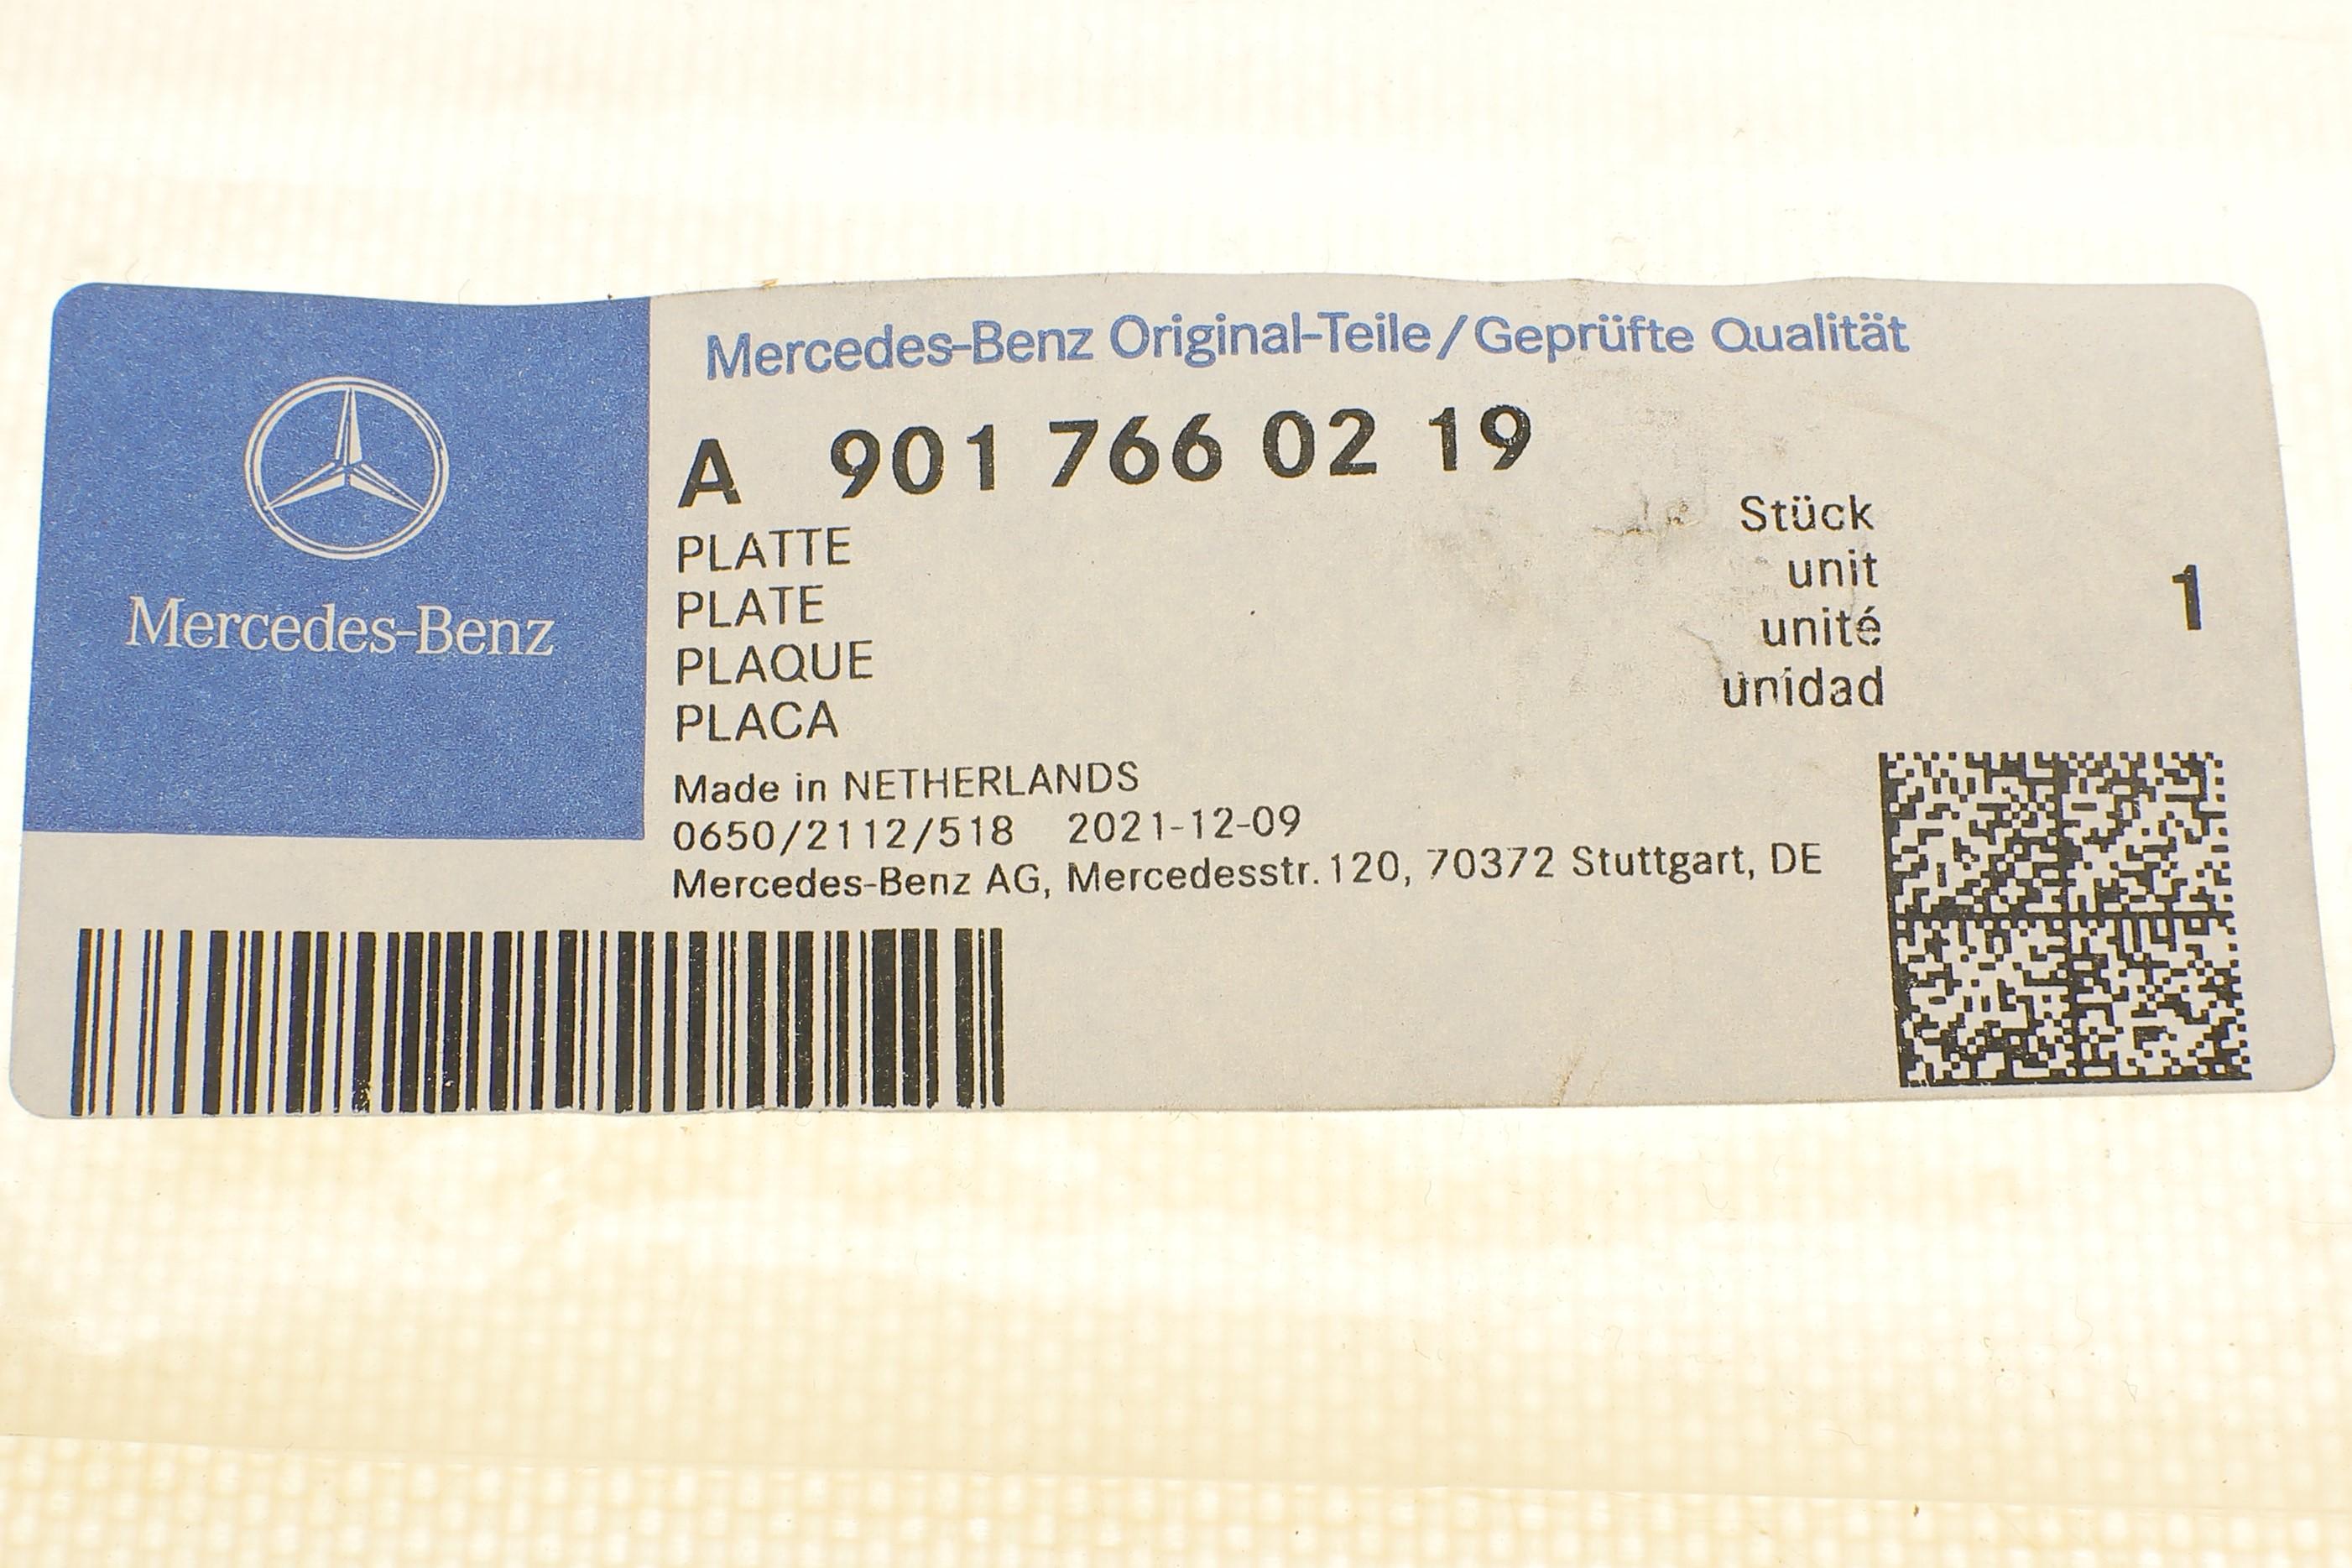 Mercedes-Benz
Mercedes-Benz Original-Teile/Geprüfte Qualität
A 901 766 02 19
PLATTE
PLATE
PLAQUE
PLACA
Stück
unit
unité
unidad
1
Made in NETHERLANDS
0650/2112/518 2021-12-09
Mercedes-Benz AG, Mercedesstr.120, 70372 Stuttgart, DE